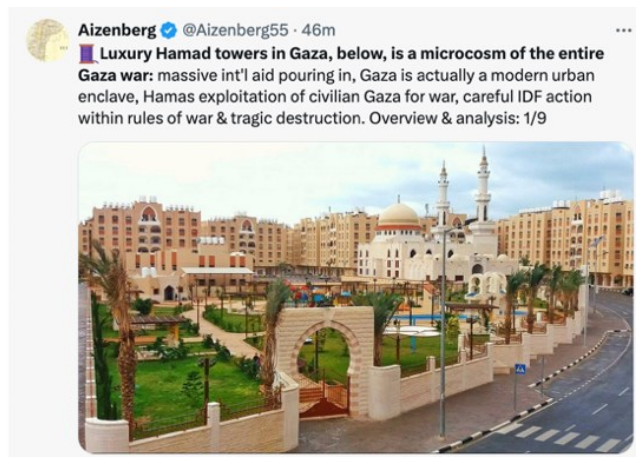 Aizenberg @Aizenberg55 · 46m
Luxury Hamad towers in Gaza, below, is a microcosm of the entire
Gaza war: massive int'l aid pouring in, Gaza is actually a modern urban
enclave, Hamas exploitation of civilian Gaza for war, careful IDF action
within rules of war & tragic destruction. Overview & analysis: 1/9